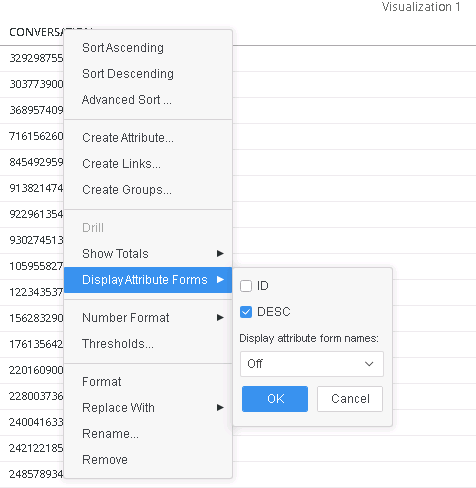 Visualization 1
CONVERSATION
329298755
303773900
368957409
716156260
845492959
913821474
922961354
930274513
105955827
122343537
156283290
176135642
220160900
228003736
240041633
242122185
248578934
Sort Ascending
Sort Descending
Advanced Sort ...
Create Attribute...
Create Links...
Create Groups...
Drill
Show Totals
Display Attribute Forms
Number Format
Thresholds...
Format
Replace With
Rename...
Remove
ID
DESC
Display attribute form names:
Off
OK
Cancel